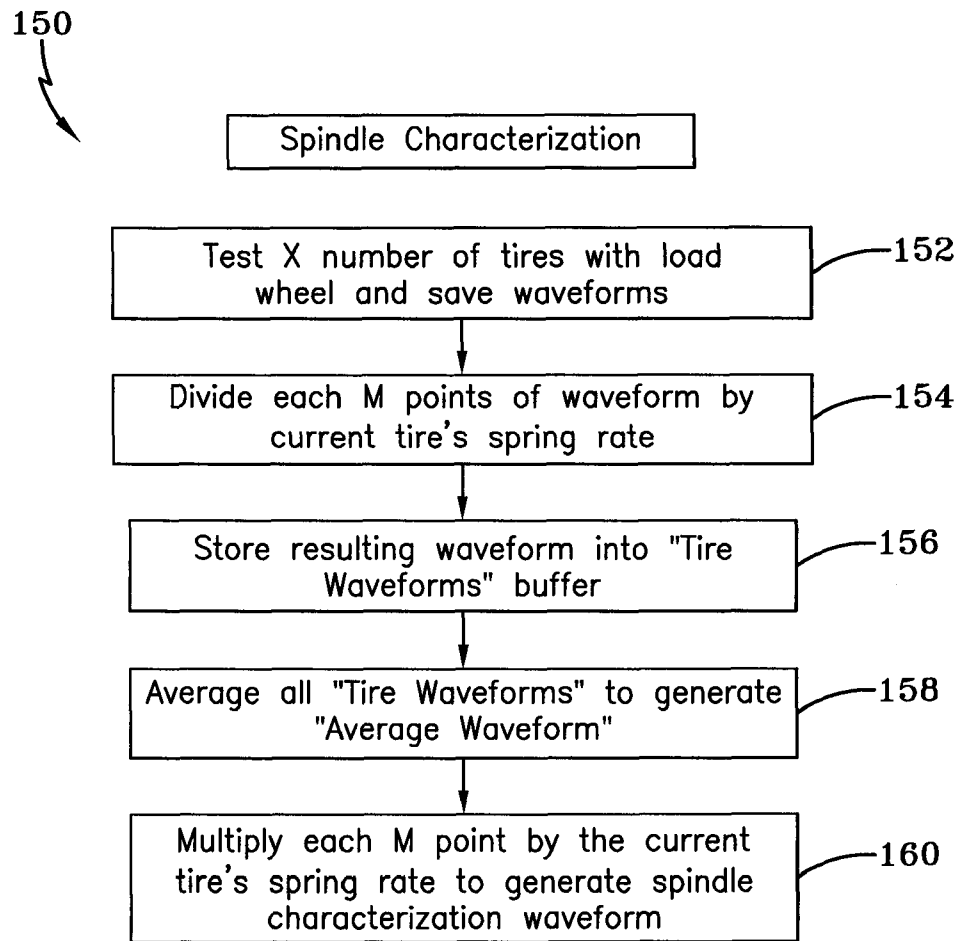 150
Spindle Characterization
Test X number of tires with load
wheel and save waveforms
152
Divide each M points of waveform by
current tire's spring rate
154
Store resulting waveform into "Tire
Waveforms" buffer
156
Average all "Tire Waveforms" to generate
"Average Waveform"
158
Multiply each M point by the current
tire's spring rate to generate spindle
characterization waveform
160